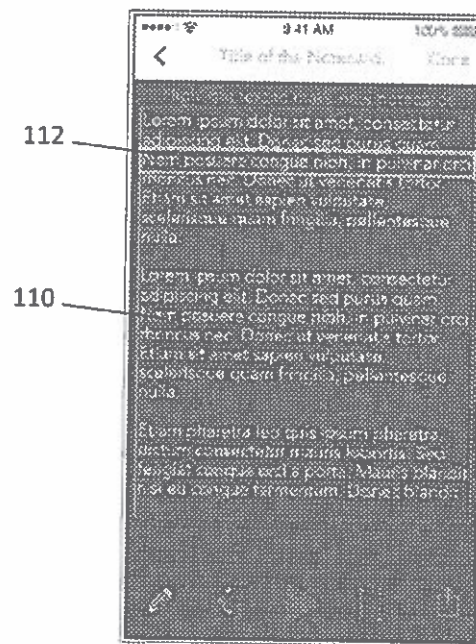 9:41 AM 100%
Title of the
112
Lorem ipsum dolor sit amet, consectetur
adipiscing elit. Donec sed purus quam.
Nam posuere congue nibh, in pulvinar orci
rhoncus nec. Donec ut venenatis tortor.
Etiam sit amet sapien vulputate,
scelerisque quam fringilla, pellentesque
nulla.
110
Lorem ipsum dolor sit amet, consectetur
adipiscing elit. Donec sed purus quam.
Nam posuere congue nibh, in pulvinar orci
rhoncus nec. Donec ut venenatis tortor.
Etiam sit amet sapien vulputate,
scelerisque quam fringilla, pellentesque
nulla.
Etiam pharetra leo quis ipsum pharetra,
dictum consectetur mauris lobortis. Sed
feugiat congue orci a porta. Mauris blandit
nisl eu congue fermentum. Donec blandit